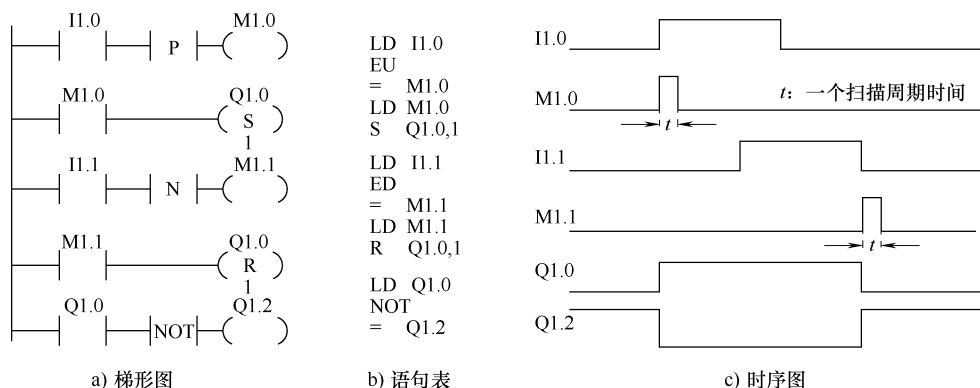 I1.0
P
M1.0
M1.0
Q1.0
S
1
I1.1
N
M1.1
M1.1
Q1.0
R
1
Q1.0
NOT
Q1.2
a) 梯形图
LD I1.0
EU
= M1.0
LD M1.0
S Q1.0,1
LD I1.1
ED
= M1.1
LD M1.1
R Q1.0,1
LD Q1.0
NOT
= Q1.2
b) 语句表
I1.0
M1.0
t：一个扫描周期时间
t
I1.1
M1.1
t
Q1.0
Q1.2
c) 时序图